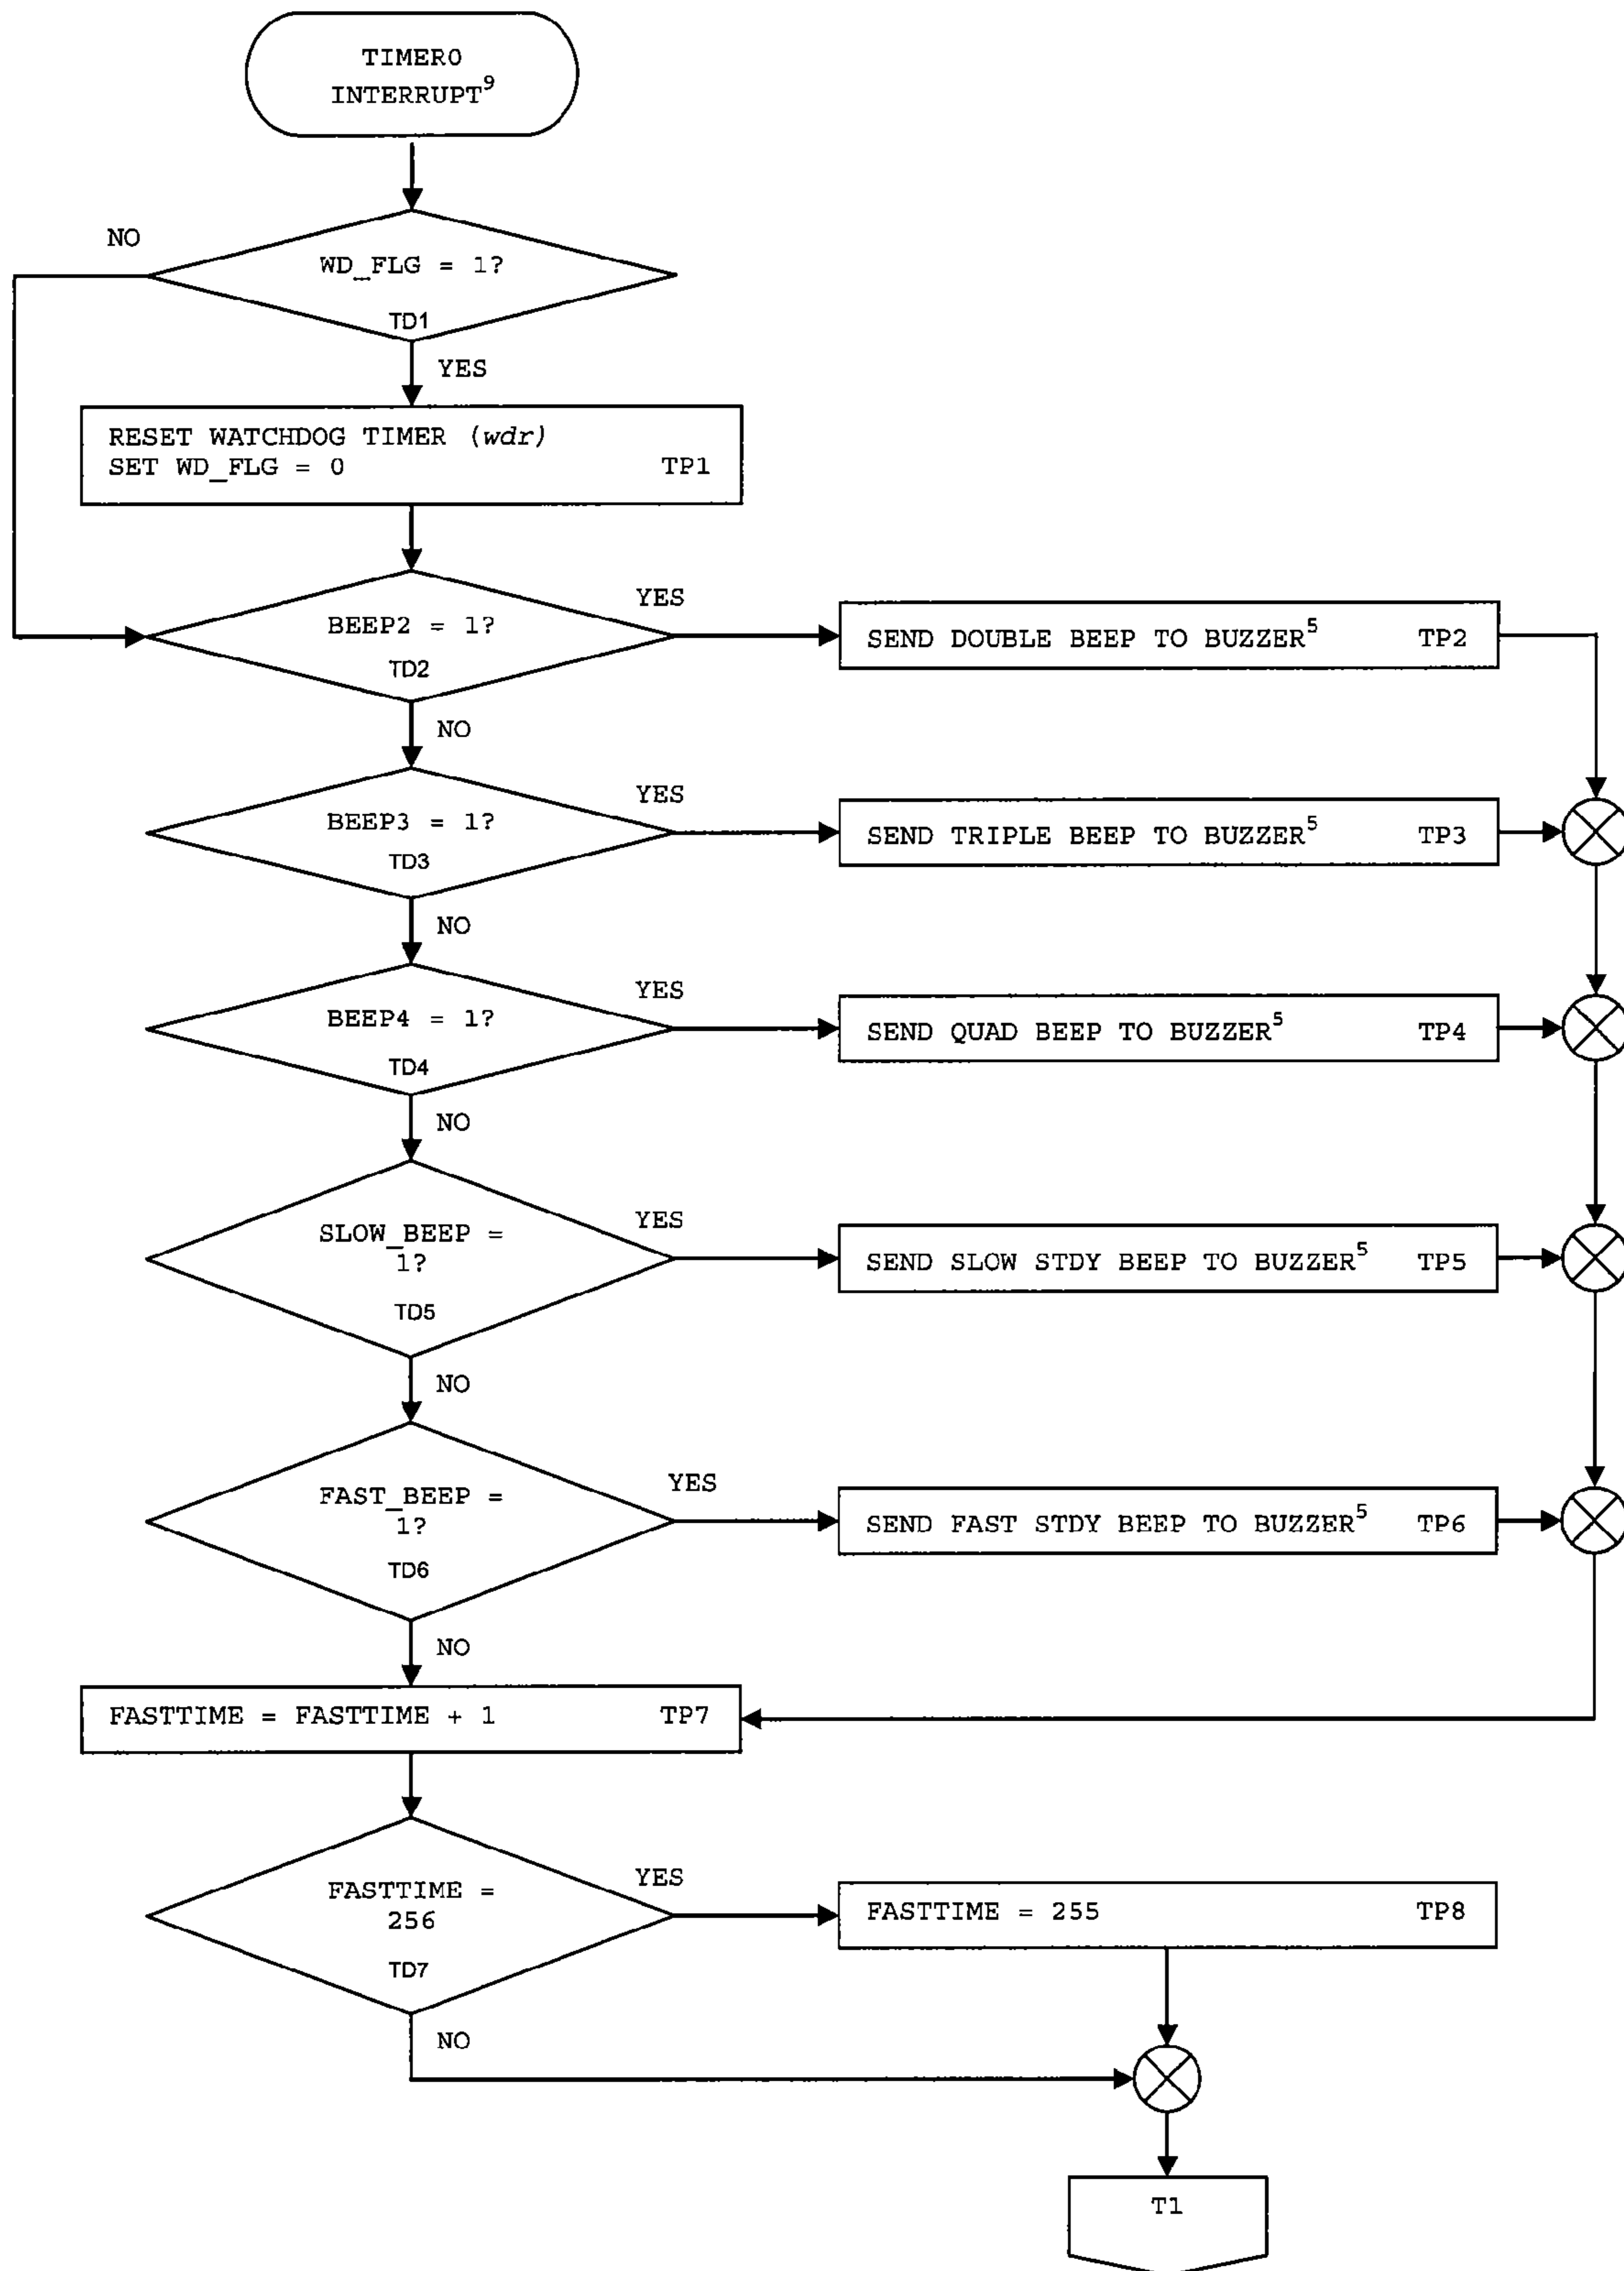 TIMER0
INTERRUPT⁹
NO
WD_FLG = 1?
TD1
YES
RESET WATCHDOG TIMER (wdr)
SET WD_FLG = 0 TP1
BEEP2 = 1?
TD2
YES
SEND DOUBLE BEEP TO BUZZER⁵ TP2
NO
BEEP3 = 1?
TD3
YES
SEND TRIPLE BEEP TO BUZZER⁵ TP3
NO
BEEP4 = 1?
TD4
YES
SEND QUAD BEEP TO BUZZER⁵ TP4
NO
SLOW_BEEP =
1?
TD5
YES
SEND SLOW STDY BEEP TO BUZZER⁵ TP5
NO
FAST_BEEP =
1?
TD6
YES
SEND FAST STDY BEEP TO BUZZER⁵ TP6
NO
FASTTIME = FASTTIME + 1 TP7
FASTTIME =
256
TD7
YES
FASTTIME = 255 TP8
NO
T1